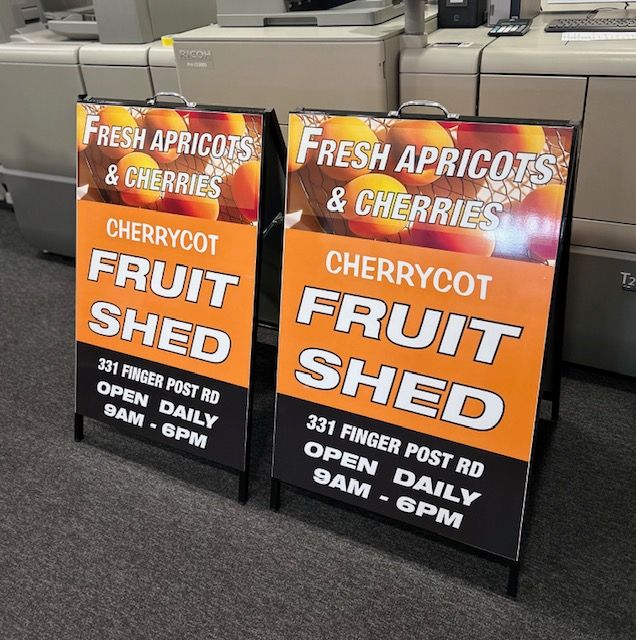 RICOH
FRESH APRICOTS
& CHERRIES
CHERRYCOT
FRUIT
SHED
331 FINGER POST RD
OPEN DAILY
9AM - 6PM
FRESH APRICOTS
& CHERRIES
CHERRYCOT
FRUIT
SHED
331 FINGER POST RD
OPEN DAILY
9AM - 6PM